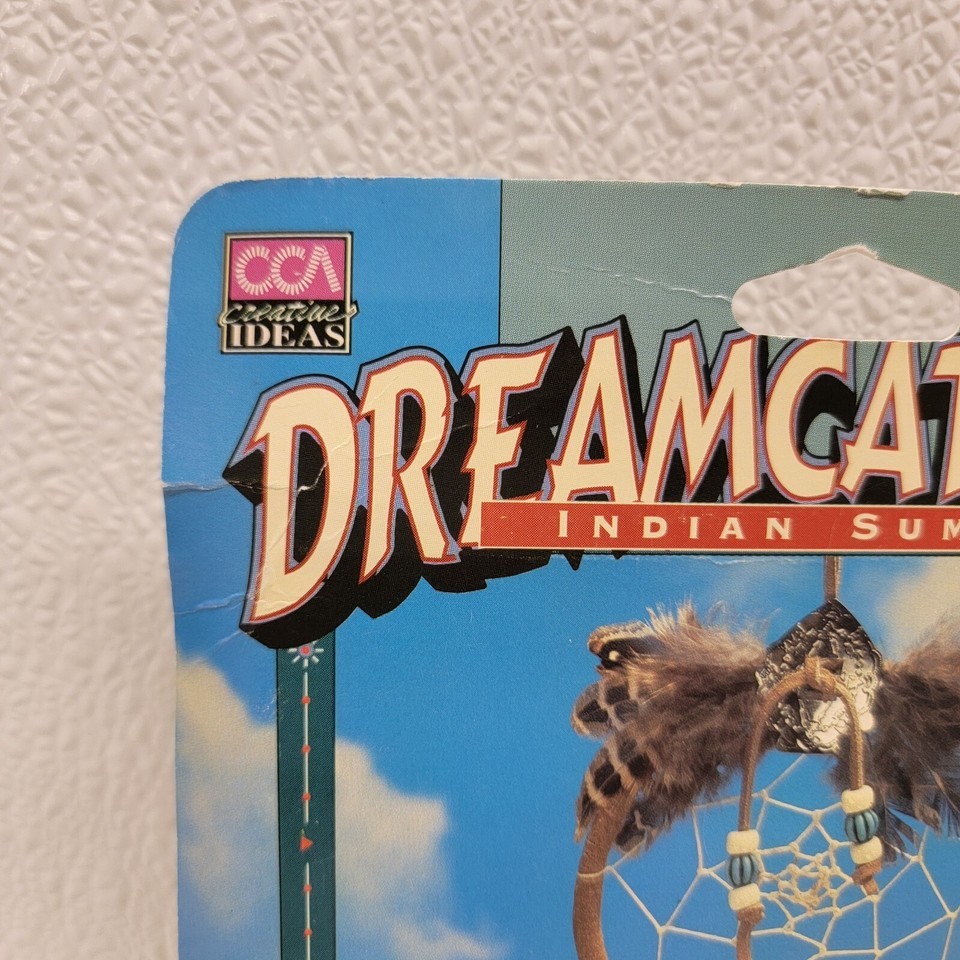 CCA
creative
IDEAS
DREAMCAT
INDIAN SUM